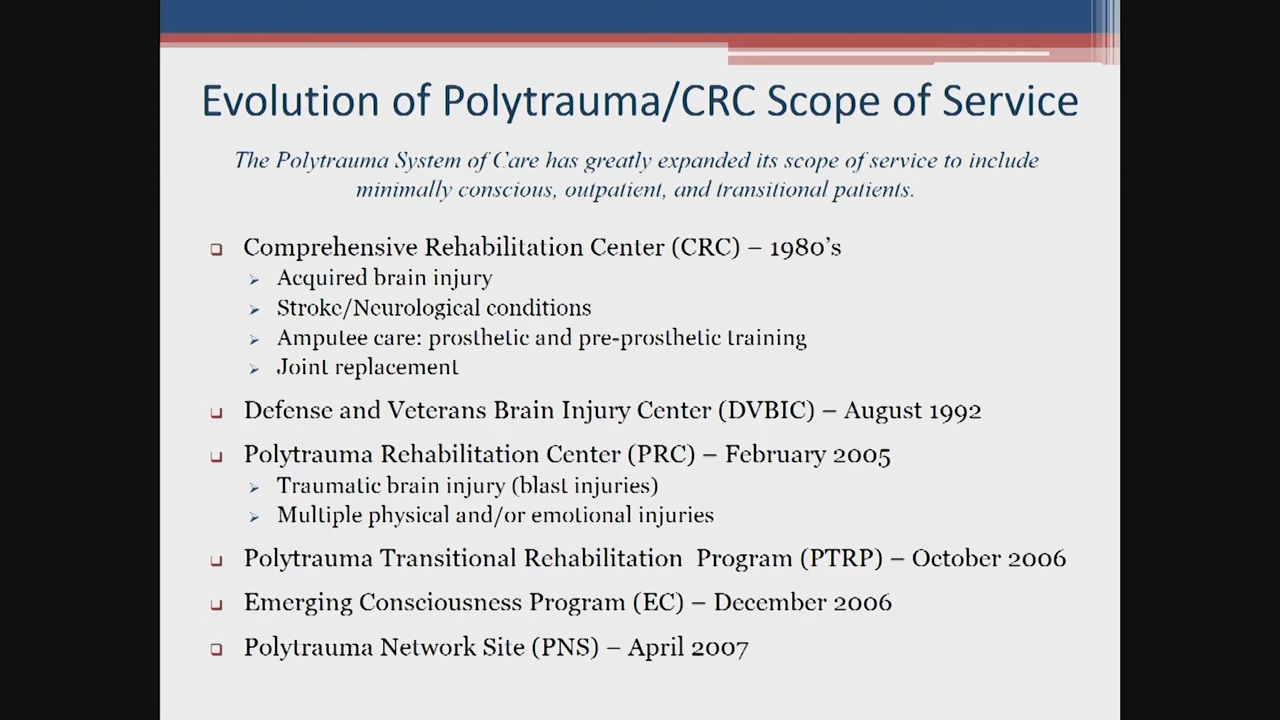 Evolution of Polytrauma/CRC Scope of Service
The Polytrauma System of Care has greatly expanded its scope of service to include
minimally conscious, outpatient, and transitional patients.
Comprehensive Rehabilitation Center (CRC) – 1980's
Acquired brain injury
Stroke/Neurological conditions
Amputee care: prosthetic and pre-prosthetic training
Joint replacement
Defense and Veterans Brain Injury Center (DVBIC) – August 1992
Polytrauma Rehabilitation Center (PRC) – February 2005
Traumatic brain injury (blast injuries)
Multiple physical and/or emotional injuries
Polytrauma Transitional Rehabilitation Program (PTRP) – October 2006
Emerging Consciousness Program (EC) – December 2006
Polytrauma Network Site (PNS) – April 2007